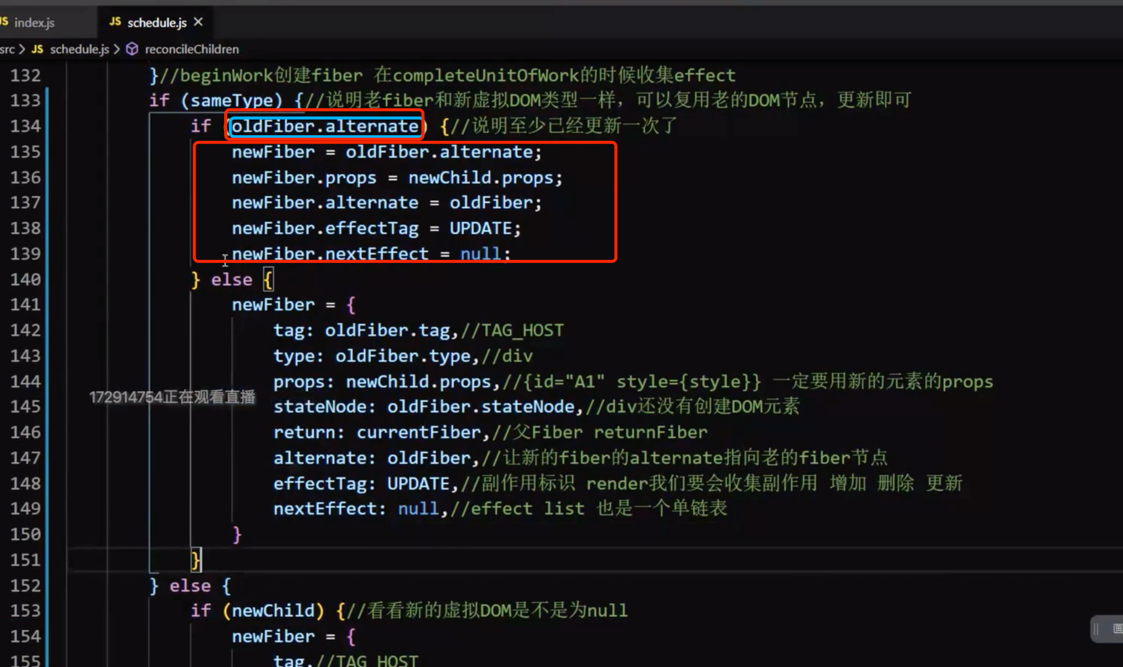 JS index.js
JS schedule.js ×
src > JS schedule.js > reconcileChildren
132 }//beginWork创建fiber 在completeUnitOfWork的时候收集effect
133 if (sameType) {//说明老fiber和新虚拟DOM类型一样，可以复用老的DOM节点，更新即可
134 if (oldFiber.alternate) {//说明至少已经更新一次了
135 newFiber = oldFiber.alternate;
136 newFiber.props = newChild.props;
137 newFiber.alternate = oldFiber;
138 newFiber.effectTag = UPDATE;
139 newFiber.nextEffect = null;
140 } else {
141 newFiber = {
142 tag: oldFiber.tag,//TAG_HOST
143 type: oldFiber.type,//div
144 props: newChild.props,//{id="A1" style={style}} 一定要用新的元素的props
172914754正在观看直播
145 stateNode: oldFiber.stateNode,//div还没有创建DOM元素
146 return: currentFiber,//父Fiber returnFiber
147 alternate: oldFiber,//让新的fiber的alternate指向老的fiber节点
148 effectTag: UPDATE,//副作用标识 render我们要会收集副作用 增加 删除 更新
149 nextEffect: null,//effect list 也是一个单链表
150 }
151 }
152 } else {
153 if (newChild) {//看看新的虚拟DOM是不是为null
154 newFiber = {
155 tag,//TAG_HOST